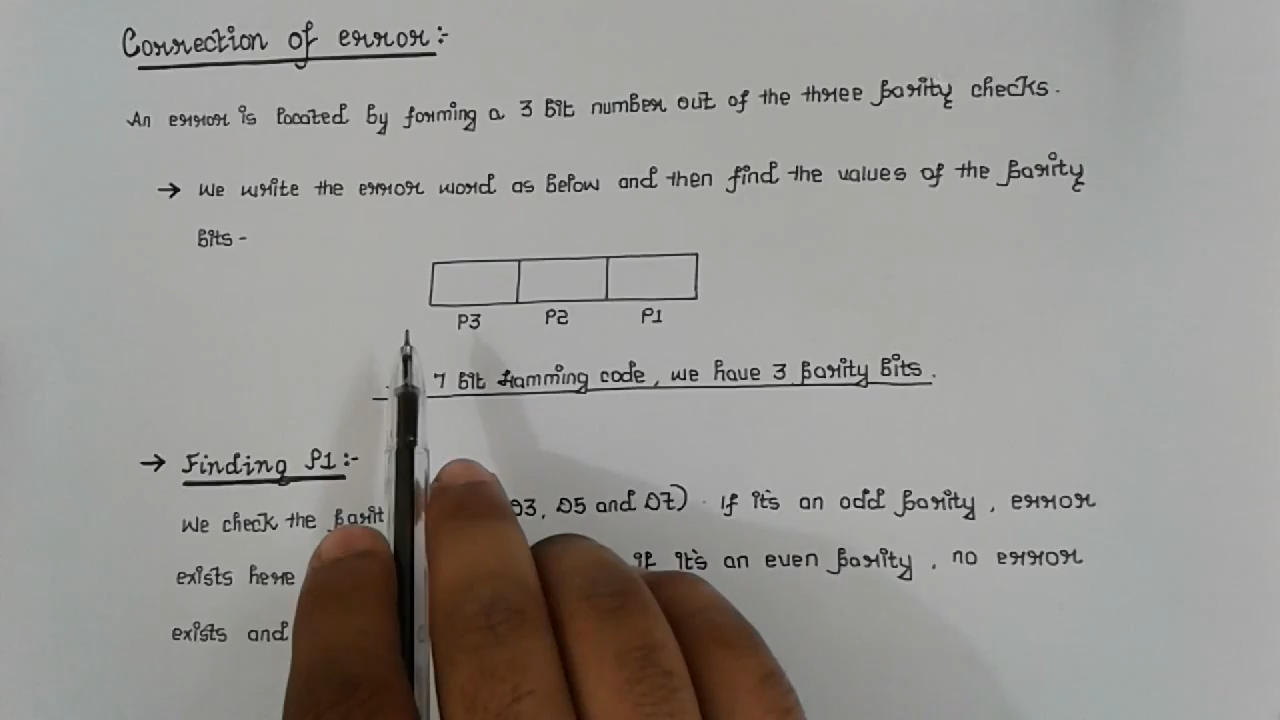 Correction of error:-
An error is located by forming a 3 bit number out of the three parity checks.
→ We write the error word as below and then find the values of the parity
bits -
P3 P2 P1
7 bit Hamming code, we have 3 parity bits.
→ Finding P1:-
We check the D3, D5 and D7). If it's an odd parity, error
exists here if it's an even parity, no error
exists and